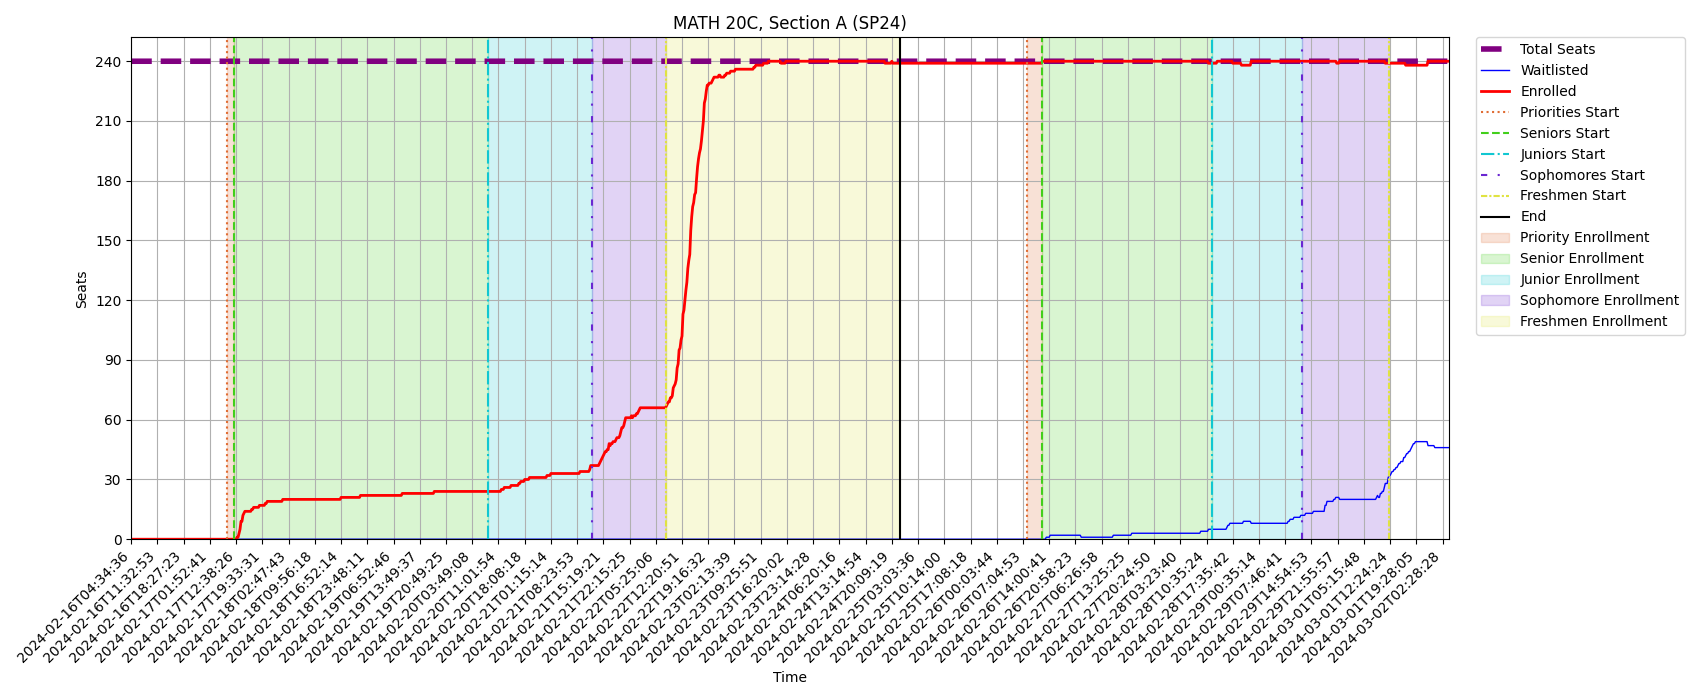 MATH 20C, Section A (SP24)
Seats
240
210
180
150
120
90
60
30
0
2024-02-16T04:34:36
2024-02-16T11:32:53
2024-02-16T18:27:23
2024-02-17T01:52:41
2024-02-17T12:38:26
2024-02-17T19:33:31
2024-02-18T02:47:43
2024-02-18T09:56:18
2024-02-18T16:52:14
2024-02-18T23:48:11
2024-02-19T06:52:46
2024-02-19T13:49:37
2024-02-19T20:49:25
2024-02-20T03:49:08
2024-02-20T11:01:54
2024-02-20T18:08:18
2024-02-21T01:15:14
2024-02-21T08:23:53
2024-02-21T15:19:21
2024-02-21T22:15:25
2024-02-22T05:25:06
2024-02-22T12:20:51
2024-02-22T19:16:32
2024-02-23T02:13:39
2024-02-23T09:25:51
2024-02-23T16:20:02
2024-02-23T23:14:28
2024-02-24T06:20:16
2024-02-24T13:14:54
2024-02-24T20:09:19
2024-02-25T03:03:36
2024-02-25T10:14:00
2024-02-25T17:08:18
2024-02-26T00:03:44
2024-02-26T07:04:53
2024-02-26T14:00:41
2024-02-26T20:58:23
2024-02-27T06:26:58
2024-02-27T13:25:25
2024-02-27T20:24:50
2024-02-28T03:23:40
2024-02-28T10:35:24
2024-02-28T17:35:42
2024-02-29T00:35:14
2024-02-29T07:46:41
2024-02-29T14:54:53
2024-02-29T21:55:57
2024-03-01T05:15:48
2024-03-01T12:24:24
2024-03-01T19:28:05
2024-03-02T02:28:28
Time
Total Seats
Waitlisted
Enrolled
Priorities Start
Seniors Start
Juniors Start
Sophomores Start
Freshmen Start
End
Priority Enrollment
Senior Enrollment
Junior Enrollment
Sophomore Enrollment
Freshmen Enrollment